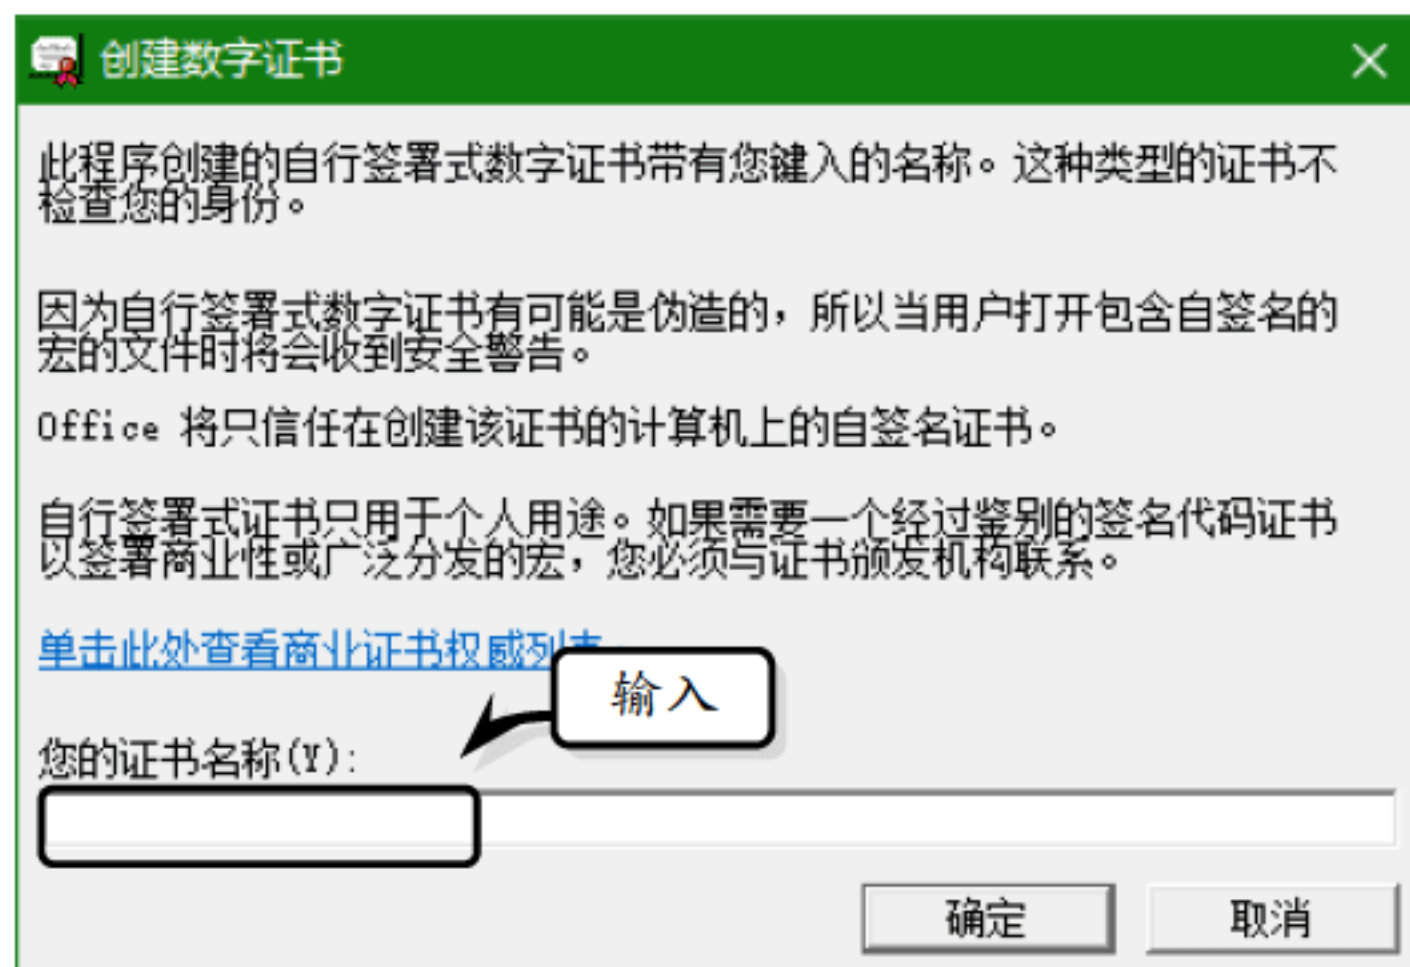 创建数字证书
此程序创建的自行签署式数字证书带有您键入的名称。这种类型的证书不
检查您的身份。
因为自行签署式数字证书有可能是伪造的，所以当用户打开包含自签名的
宏的文件时将会收到安全警告。
Office 将只信任在创建该证书的计算机上的自签名证书。
自行签署式证书只用于个人用途。如果需要一个经过鉴别的签名代码证书
以签署商业性或广泛分发的宏，您必须与证书颁发机构联系。
单击此处查看商业证书权威列表
输入
您的证书名称(Y):
确定
取消